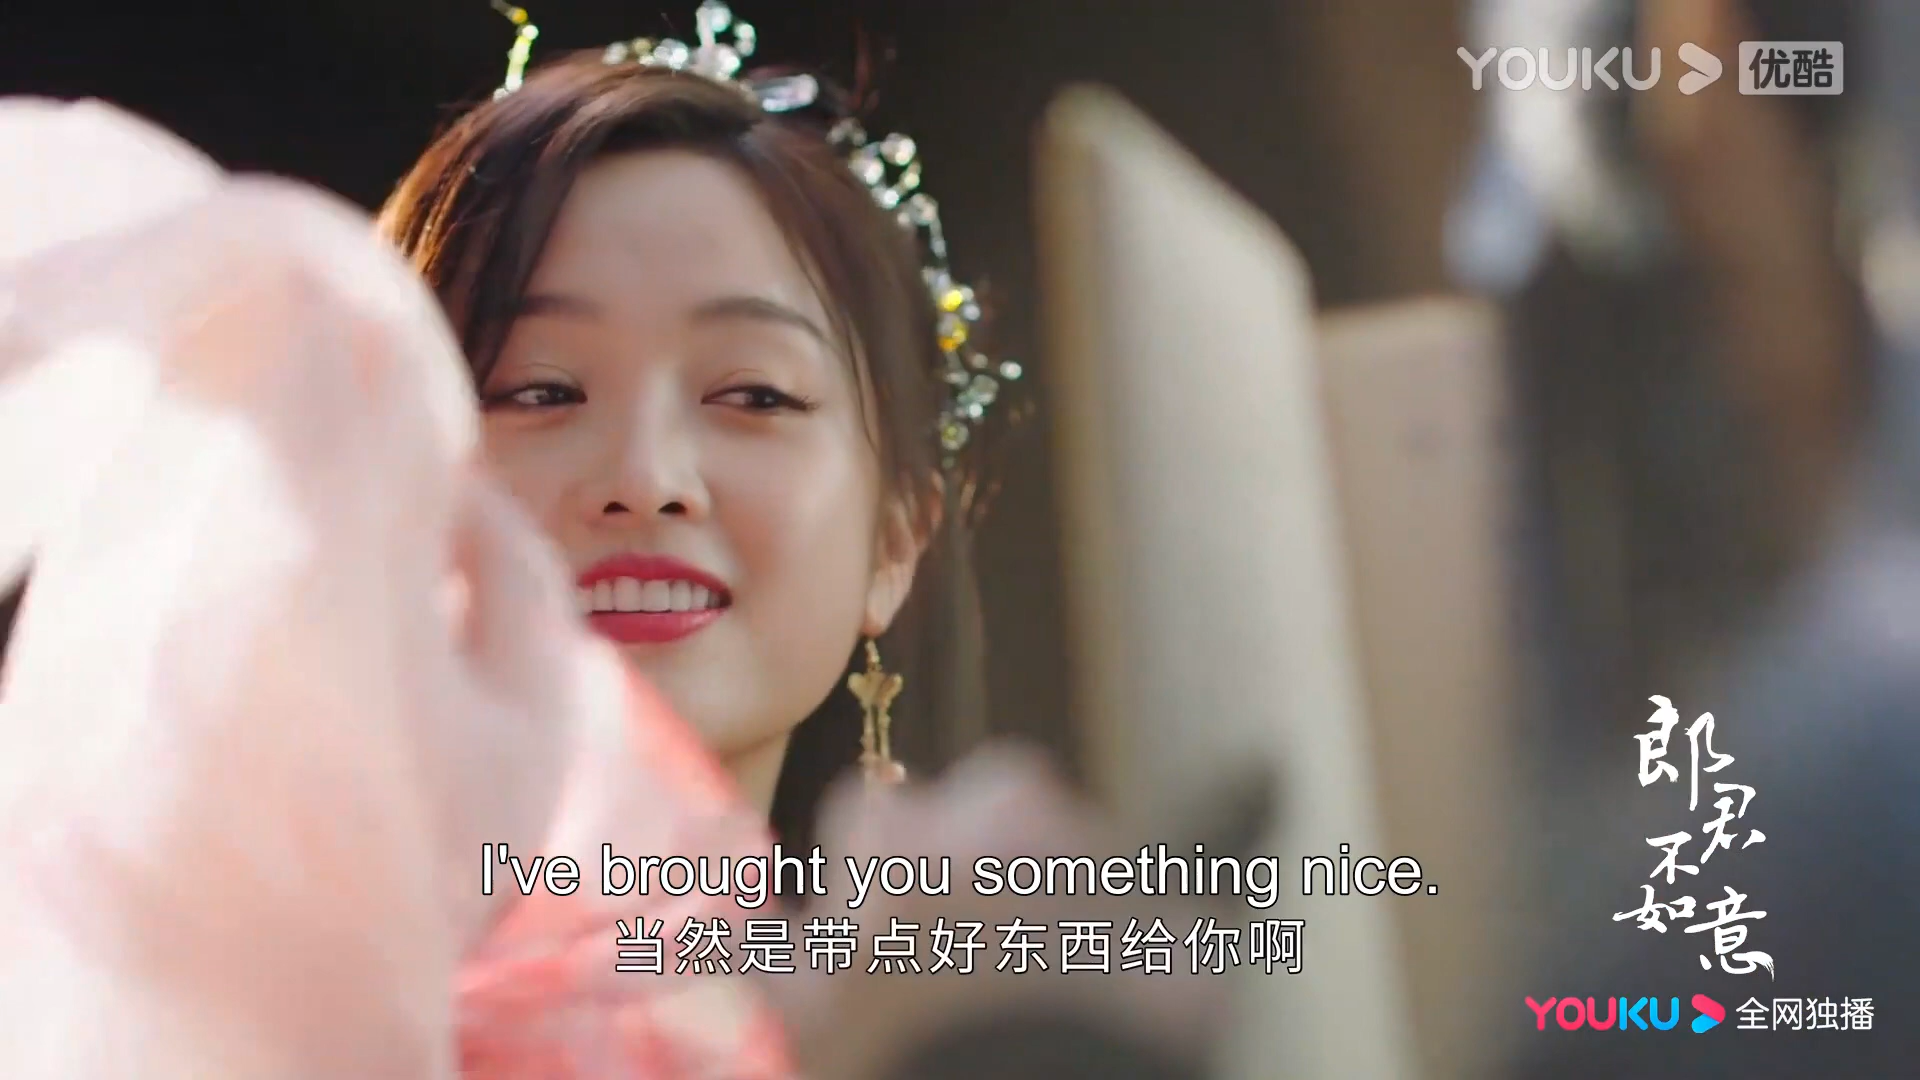 YOUKU 优酷
I've brought you something nice.
当然是带点好东西给你啊
郎君
不如意
YOUKU 全网独播